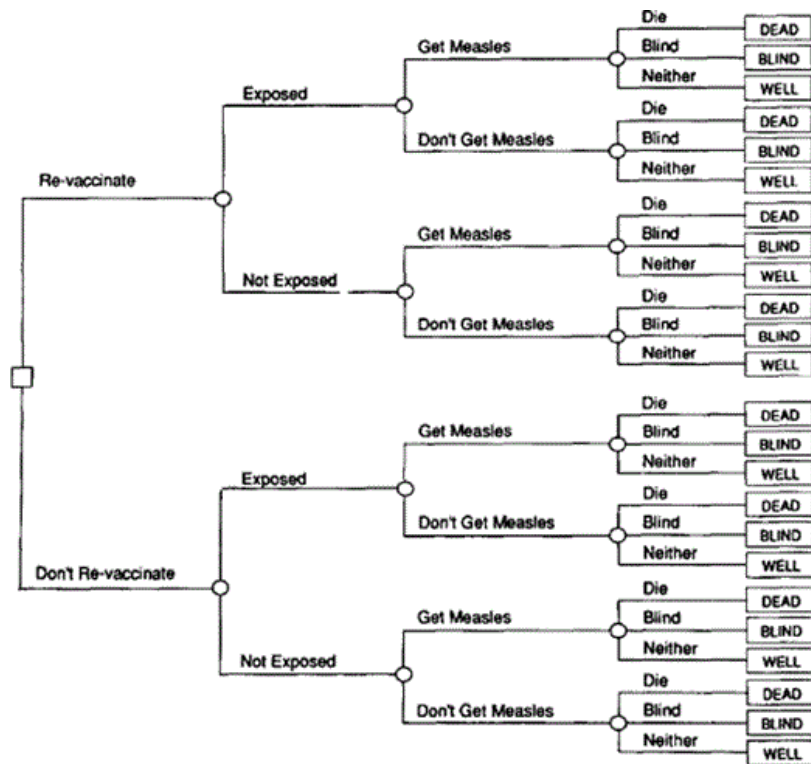 Die DEAD
Get Measles Blind BLIND
Neither WELL
Exposed
Die DEAD
Don't Get Measles Blind BLIND
Neither WELL
Re-vaccinate
Die DEAD
Get Measles Blind BLIND
Neither WELL
Not Exposed
Die DEAD
Don't Get Measles Blind BLIND
Neither WELL
Die DEAD
Get Measles Blind BLIND
Neither WELL
Exposed
Die DEAD
Don't Get Measles Blind BLIND
Neither WELL
Don't Re-vaccinate
Die DEAD
Get Measles Blind BLIND
Neither WELL
Not Exposed
Die DEAD
Don't Get Measles Blind BLIND
Neither WELL